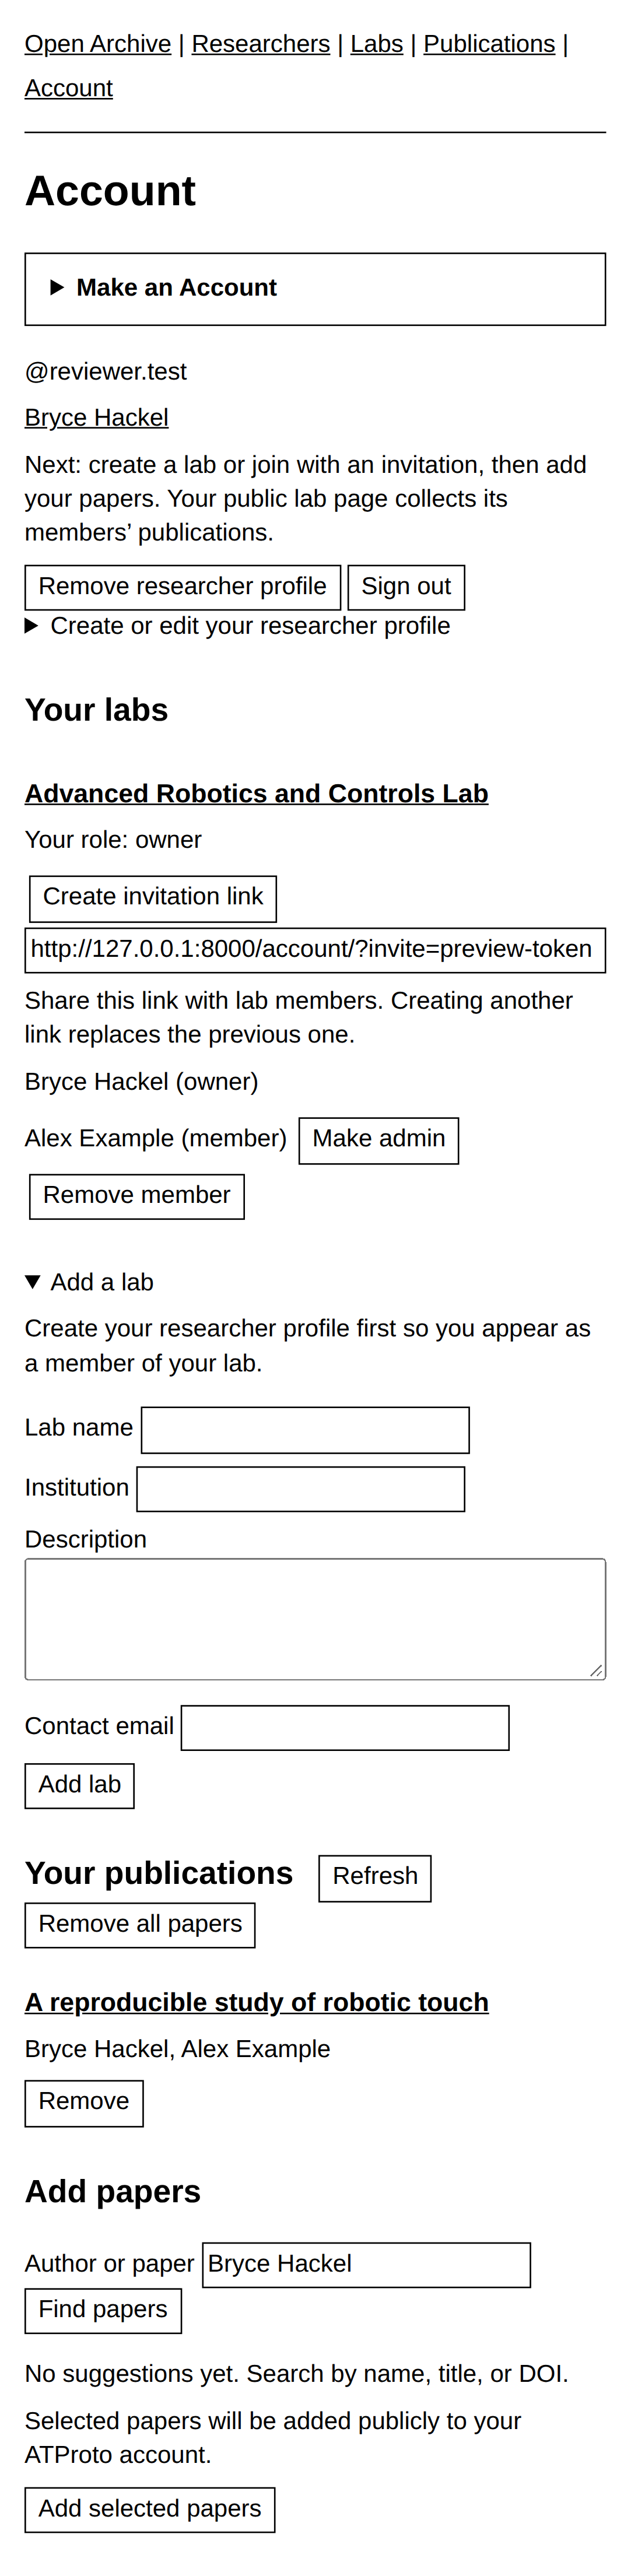 Open Archive | Researchers | Labs | Publications |
Account
Account
Make an Account
@reviewer.test
Bryce Hackel
Next: create a lab or join with an invitation, then add
your papers. Your public lab page collects its
members’ publications.
Remove researcher profile Sign out
Create or edit your researcher profile
Your labs
Advanced Robotics and Controls Lab
Your role: owner
Create invitation link
http://127.0.0.1:8000/account/?invite=preview-token
Share this link with lab members. Creating another
link replaces the previous one.
Bryce Hackel (owner)
Alex Example (member) Make admin
Remove member
Add a lab
Create your researcher profile first so you appear as
a member of your lab.
Lab name
Institution
Description
Contact email
Add lab
Your publications Refresh
Remove all papers
A reproducible study of robotic touch
Bryce Hackel, Alex Example
Remove
Add papers
Author or paper Bryce Hackel
Find papers
No suggestions yet. Search by name, title, or DOI.
Selected papers will be added publicly to your
ATProto account.
Add selected papers